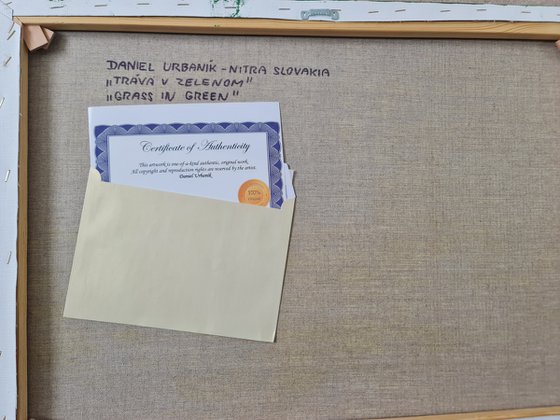 DANIEL URBANÍK - NITRA SLOVAKIA
„TRÁVA V ZELENOM"
„GRASS IN GREEN"
Certificate of Authenticity
This artwork is one-of-a-kind authentic, original work.
All copyright and reproduction rights are reserved by the artist.
Daniel Urbaník
100%